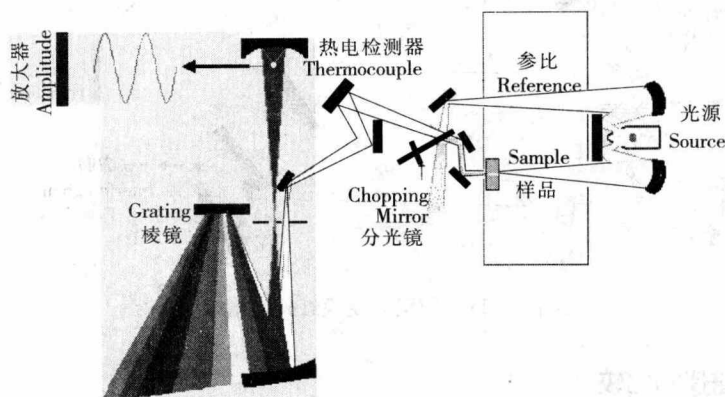 放大器
Amplitude
热电检测器
Thermocouple
参比
Reference
光源
Source
Sample
样品
Chopping
Mirror
分光镜
Grating
棱镜